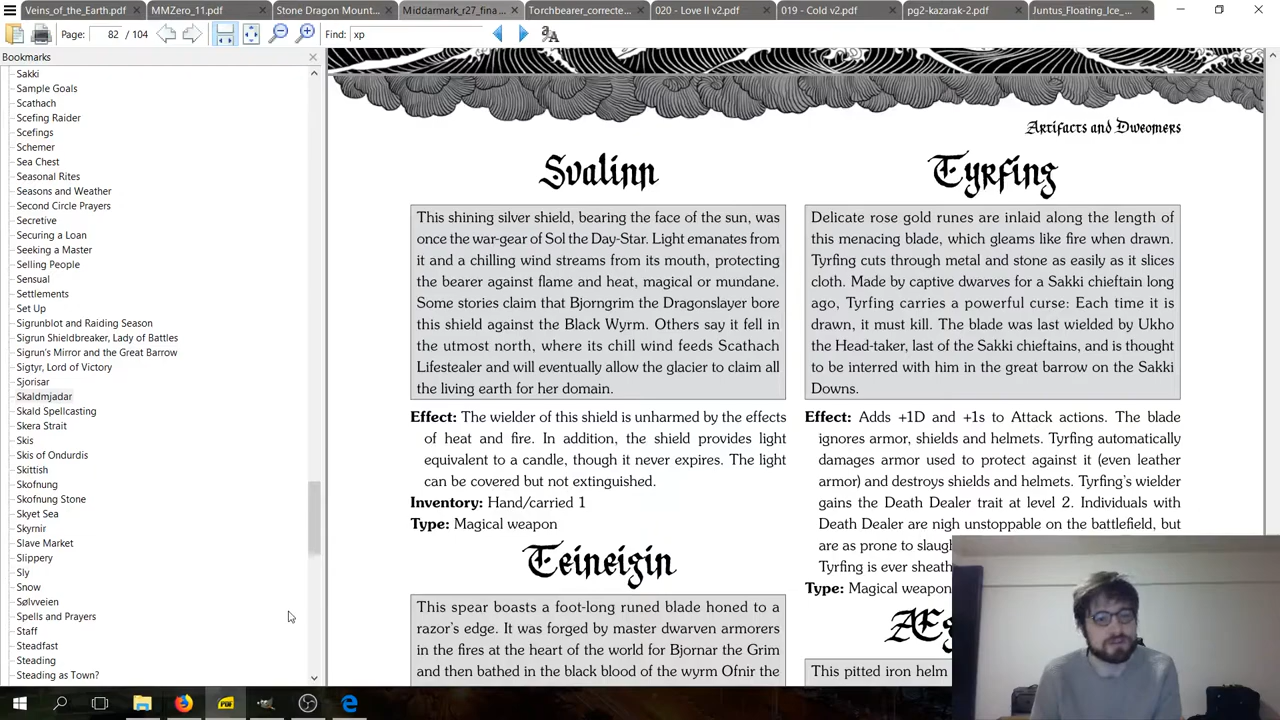 Veins_of_the_Earth.pdf
MMZero_11.pdf
Stone Dragon Mount...
Middarmark_r27_fina...
Torchbearer_correcte...
020 - Love II v2.pdf
019 - Cold v2.pdf
pg2-kazarak-2.pdf
Juntus_Floating_Ice_...
Page: 82 / 104
Find: xp
Bookmarks
Sakki
Sample Goals
Scathach
Scefing Raider
Scefings
Schemer
Sea Chest
Seasonal Rites
Seasons and Weather
Second Circle Prayers
Secretive
Securing a Loan
Seeking a Master
Selling People
Sensual
Settlements
Set Up
Sigrunblot and Raiding Season
Sigrun Shieldbreaker, Lady of Battles
Sigrun's Mirror and the Great Barrow
Sigtyr, Lord of Victory
Sjorisar
Skaldmjadar
Skald Spellcasting
Skera Strait
Skis
Skis of Ondurdis
Skittish
Skofnung
Skofnung Stone
Skyet Sea
Skyrnir
Slave Market
Slippery
Sly
Snow
Sølvveien
Spells and Prayers
Staff
Steadfast
Steading
Steading as Town?
Artifacts and Dweomers
Svalinn
This shining silver shield, bearing the face of the sun, was
once the war-gear of Sol the Day-Star. Light emanates from
it and a chilling wind streams from its mouth, protecting
the bearer against flame and heat, magical or mundane.
Some stories claim that Bjorngrim the Dragonslayer bore
this shield against the Black Wyrm. Others say it fell in
the utmost north, where its chill wind feeds Scathach
Lifestealer and will eventually allow the glacier to claim all
the living earth for her domain.
Effect: The wielder of this shield is unharmed by the effects
of heat and fire. In addition, the shield provides light
equivalent to a candle, though it never expires. The light
can be covered but not extinguished.
Inventory: Hand/carried 1
Type: Magical weapon
Teineigin
This spear boasts a foot-long runed blade honed to a
razor's edge. It was forged by master dwarven armorers
in the fires at the heart of the world for Bjornar the Grim
and then bathed in the black blood of the wyrm Ofnir the
Tyrfing
Delicate rose gold runes are inlaid along the length of
this menacing blade, which gleams like fire when drawn.
Tyrfing cuts through metal and stone as easily as it slices
cloth. Made by captive dwarves for a Sakki chieftain long
ago, Tyrfing carries a powerful curse: Each time it is
drawn, it must kill. The blade was last wielded by Ukho
the Head-taker, last of the Sakki chieftains, and is thought
to be interred with him in the great barrow on the Sakki
Downs.
Effect: Adds +1D and +1s to Attack actions. The blade
ignores armor, shields and helmets. Tyrfing automatically
damages armor used to protect against it (even leather
armor) and destroys shields and helmets. Tyrfing's wielder
gains the Death Dealer trait at level 2. Individuals with
Death Dealer are nigh unstoppable on the battlefield, but
are as prone to slaugh
Tyrfing is ever sheath
Type: Magical weapon
This pitted iron helm